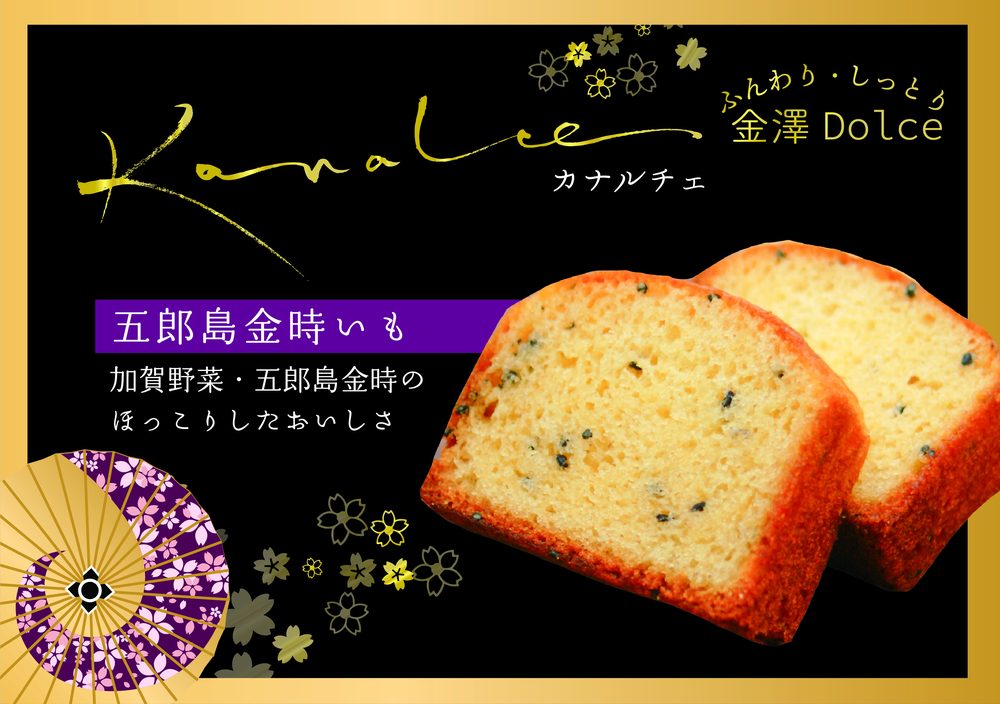 Kanalce
カナルチェ
ふんわり・しっとり
金澤 Dolce
五郎島金時いも
加賀野菜・五郎島金時の
ほっこりしたおいしさ